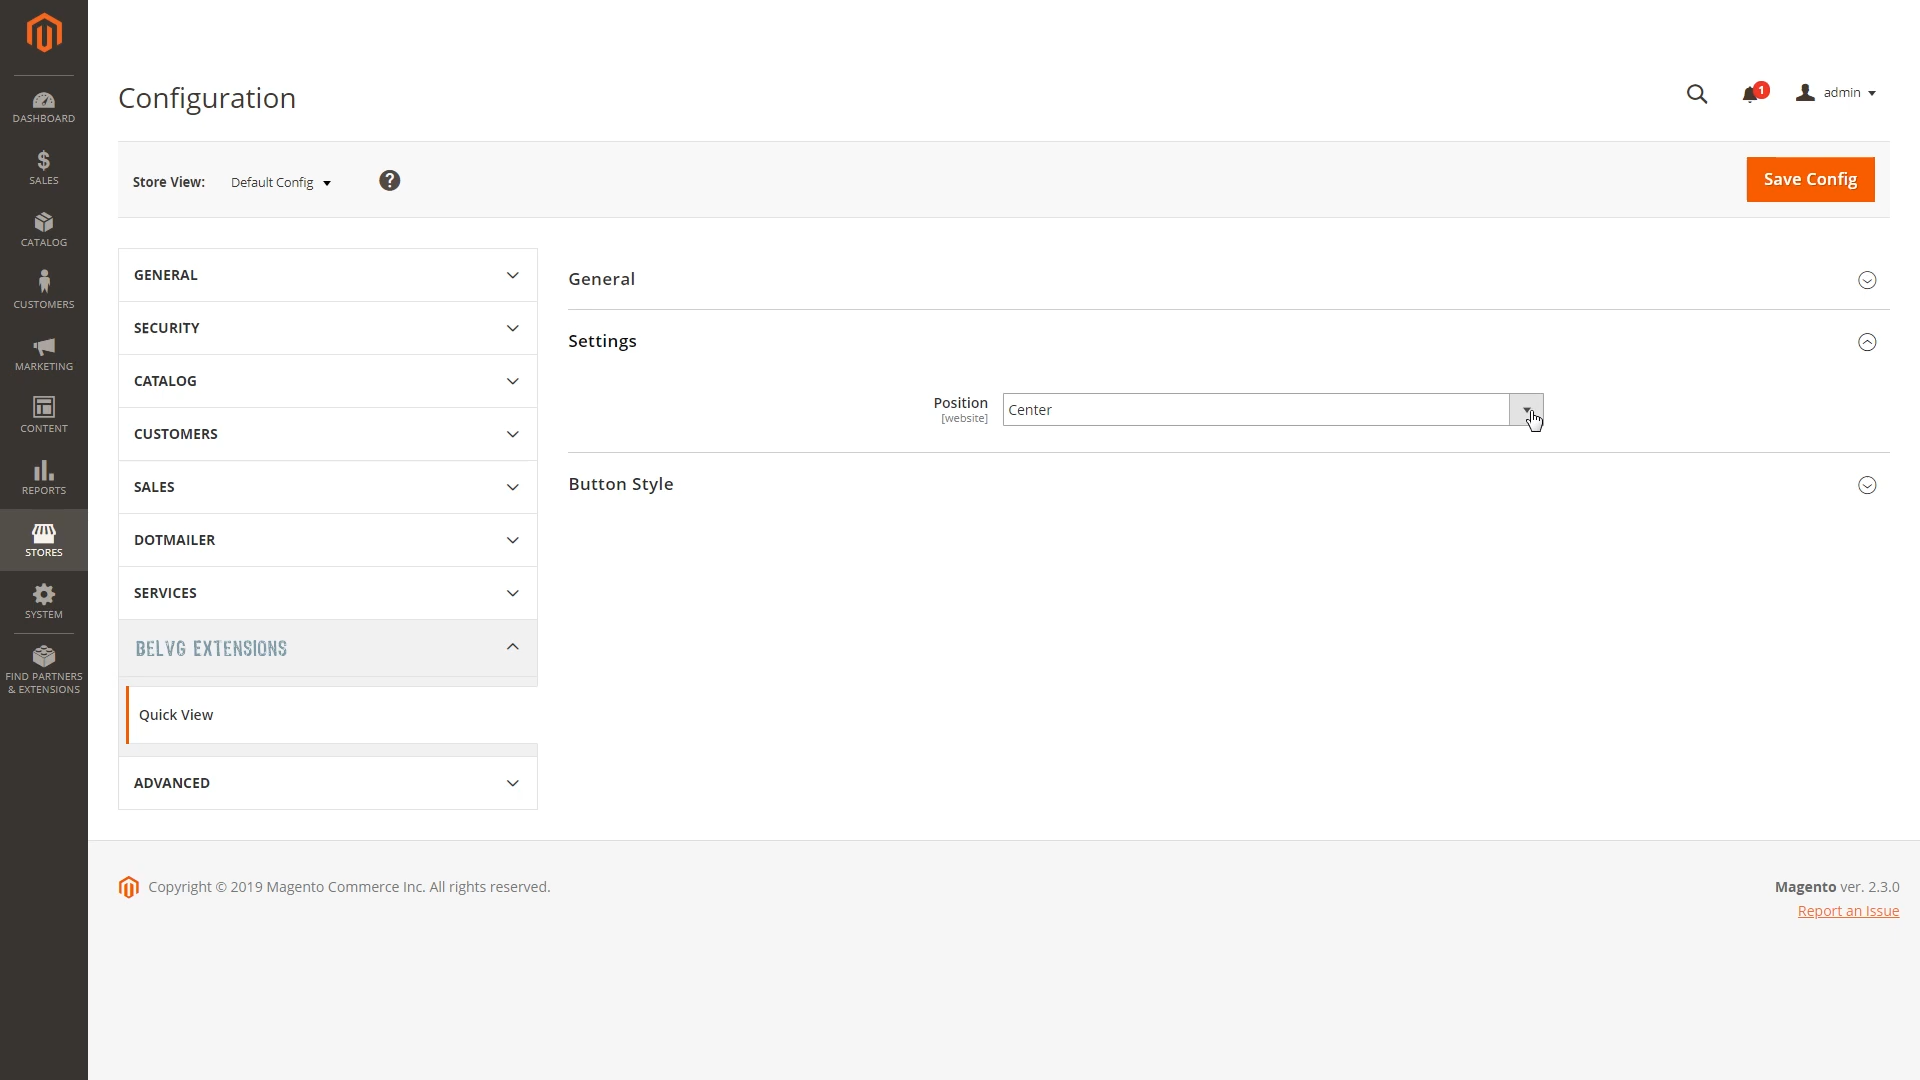 DASHBOARD
SALES
CATALOG
CUSTOMERS
MARKETING
CONTENT
REPORTS
STORES
SYSTEM
FIND PARTNERS
& EXTENSIONS
Configuration
1
admin
Store View:
Default Config
?
Save Config
GENERAL
SECURITY
CATALOG
CUSTOMERS
SALES
DOTMAILER
SERVICES
BELVG EXTENSIONS
Quick View
ADVANCED
General
Settings
Position
[website]
Center
Button Style
Copyright © 2019 Magento Commerce Inc. All rights reserved.
Magento ver. 2.3.0
Report an Issue